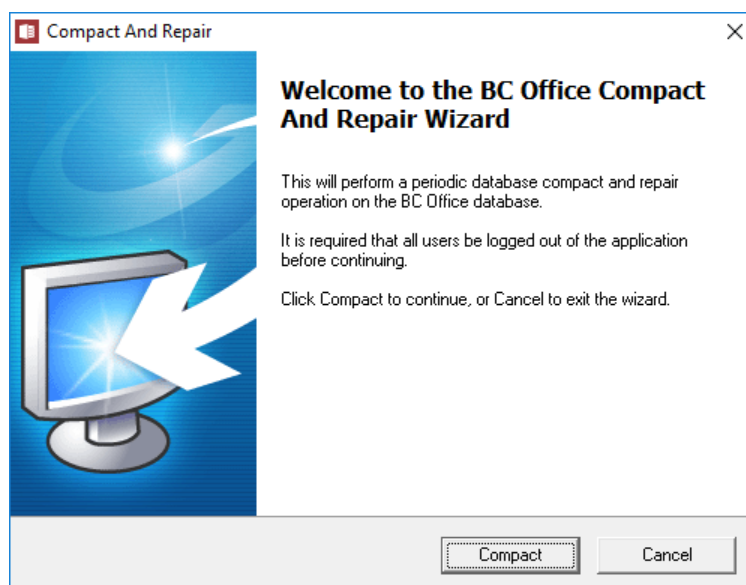 Compact And Repair
Welcome to the BC Office Compact
And Repair Wizard
This will perform a periodic database compact and repair
operation on the BC Office database.
It is required that all users be logged out of the application
before continuing.
Click Compact to continue, or Cancel to exit the wizard.
Compact
Cancel